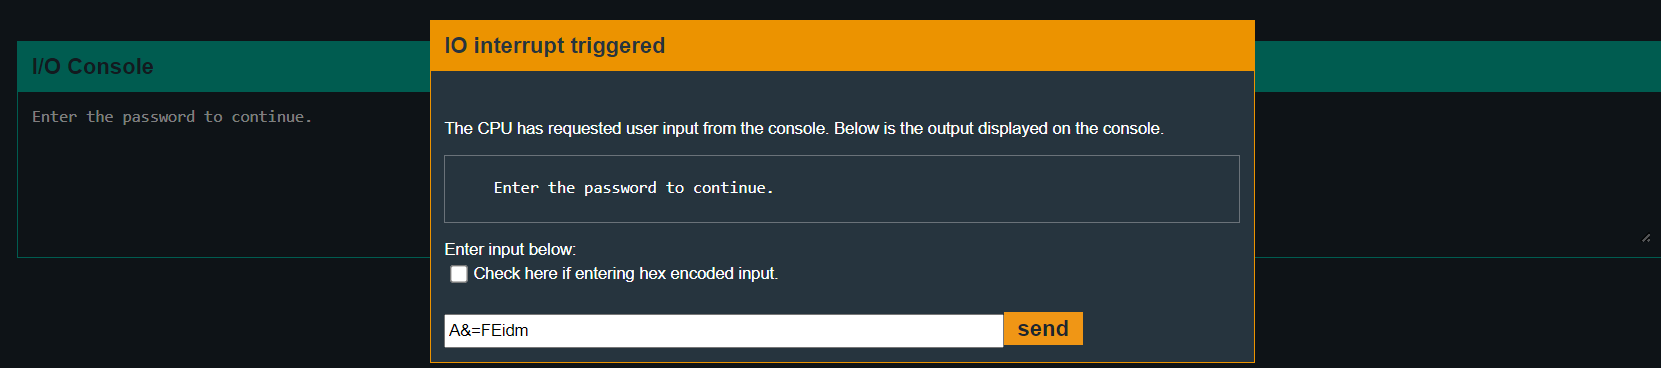 I/O Console
Enter the password to continue.
IO interrupt triggered
The CPU has requested user input from the console. Below is the output displayed on the console.
Enter the password to continue.
Enter input below:
Check here if entering hex encoded input.
A&=FEidm
send